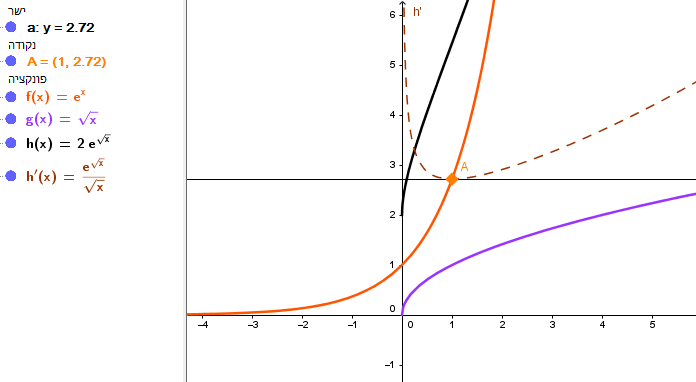 ישר
a: y = 2.72
נקודה
A = (1, 2.72)
פונקציה
f(x) = eˣ
g(x) = √x
h(x) = 2 e^√x
h′(x) = e^√x / √x
h'
A
6
5
4
3
2
1
0
−1
−4 −3 −2 −1 0 1 2 3 4 5